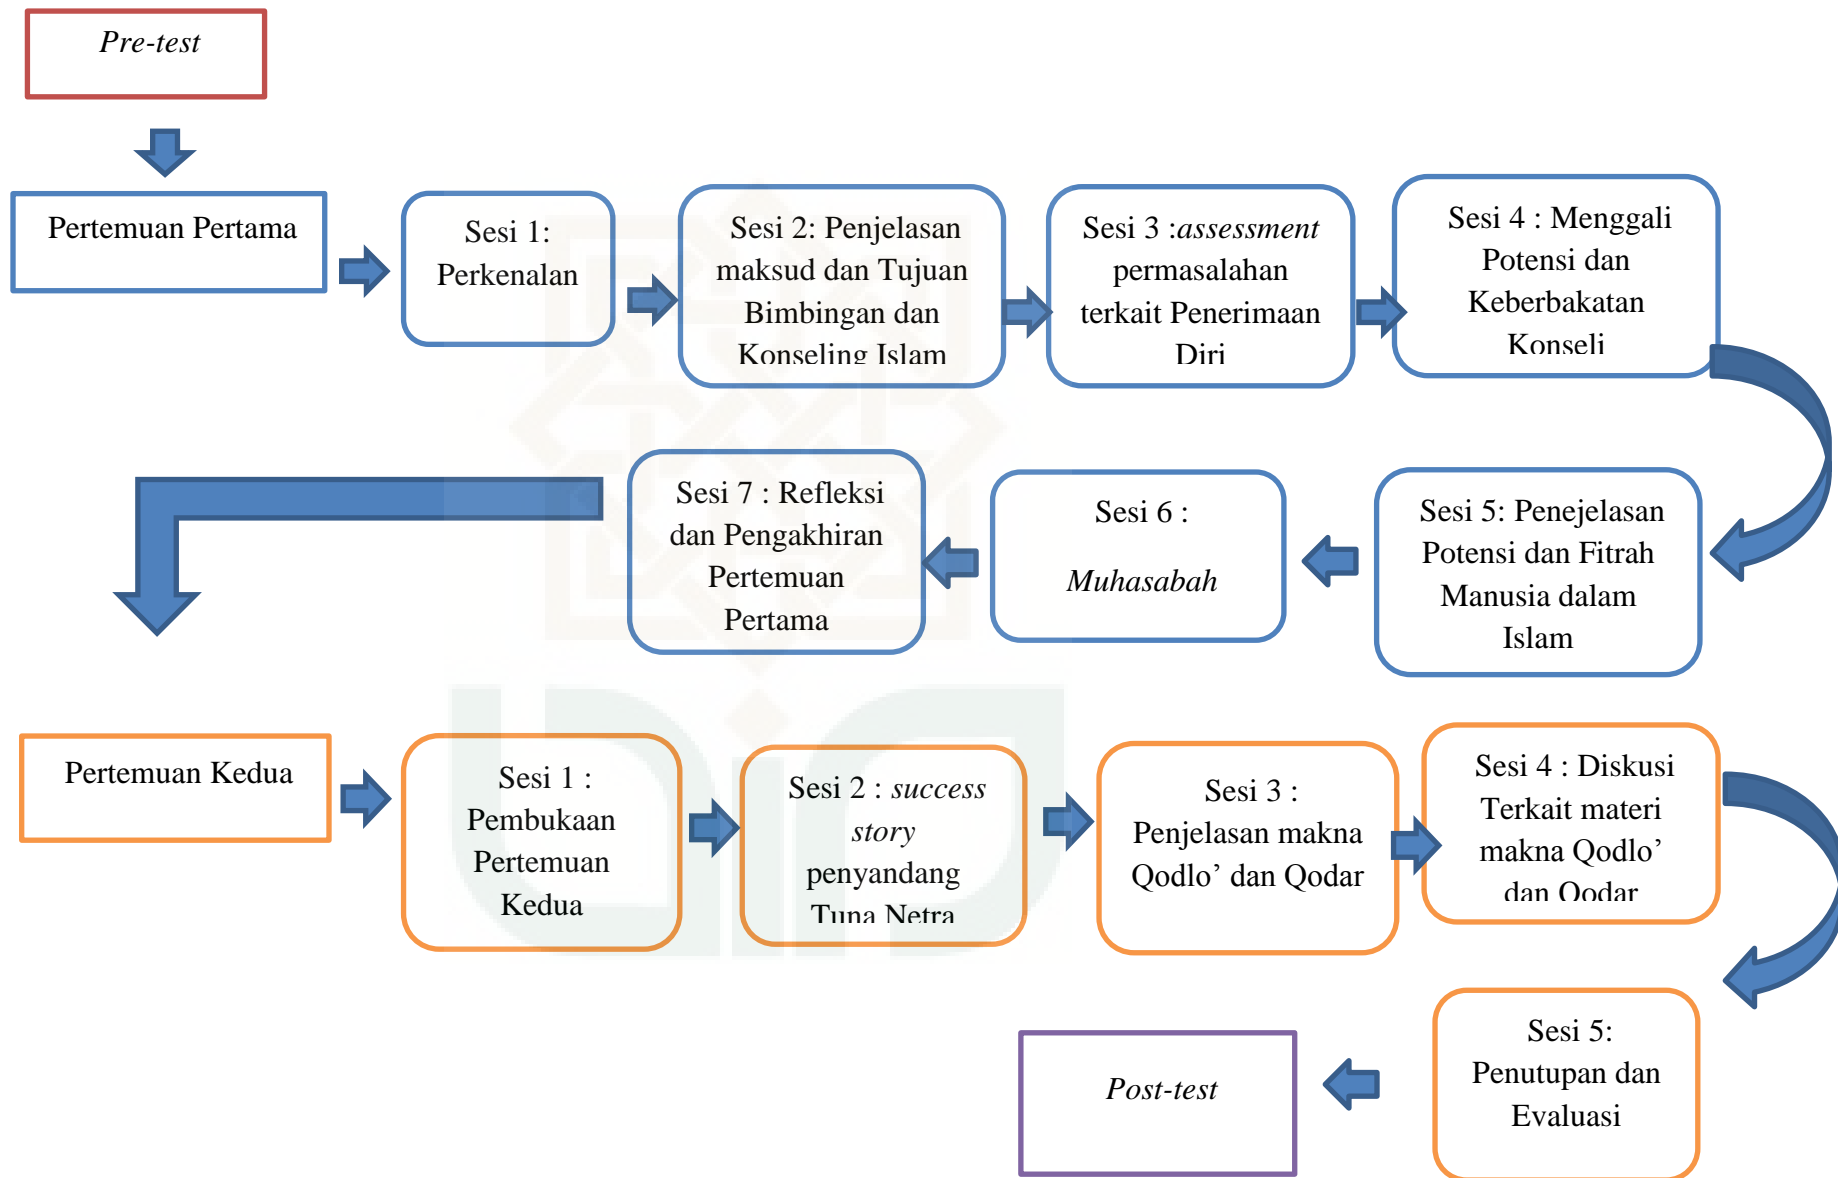 Pre-test
Pertemuan Pertama
Sesi 1:
Perkenalan
Sesi 2: Penjelasan
maksud dan Tujuan
Bimbingan dan
Konseling Islam
Sesi 3 :assessment
permasalahan
terkait Penerimaan
Diri
Sesi 4 : Menggali
Potensi dan
Keberbakatan
Konseli
Sesi 5: Penejelasan
Potensi dan Fitrah
Manusia dalam
Islam
Sesi 6 :
Muhasabah
Sesi 7 : Refleksi
dan Pengakhiran
Pertemuan
Pertama
Pertemuan Kedua
Sesi 1 :
Pembukaan
Pertemuan
Kedua
Sesi 2 : success
story
penyandang
Tuna Netra
Sesi 3 :
Penjelasan makna
Qodlo’ dan Qodar
Sesi 4 : Diskusi
Terkait materi
makna Qodlo’
dan Qodar
Sesi 5:
Penutupan dan
Evaluasi
Post-test